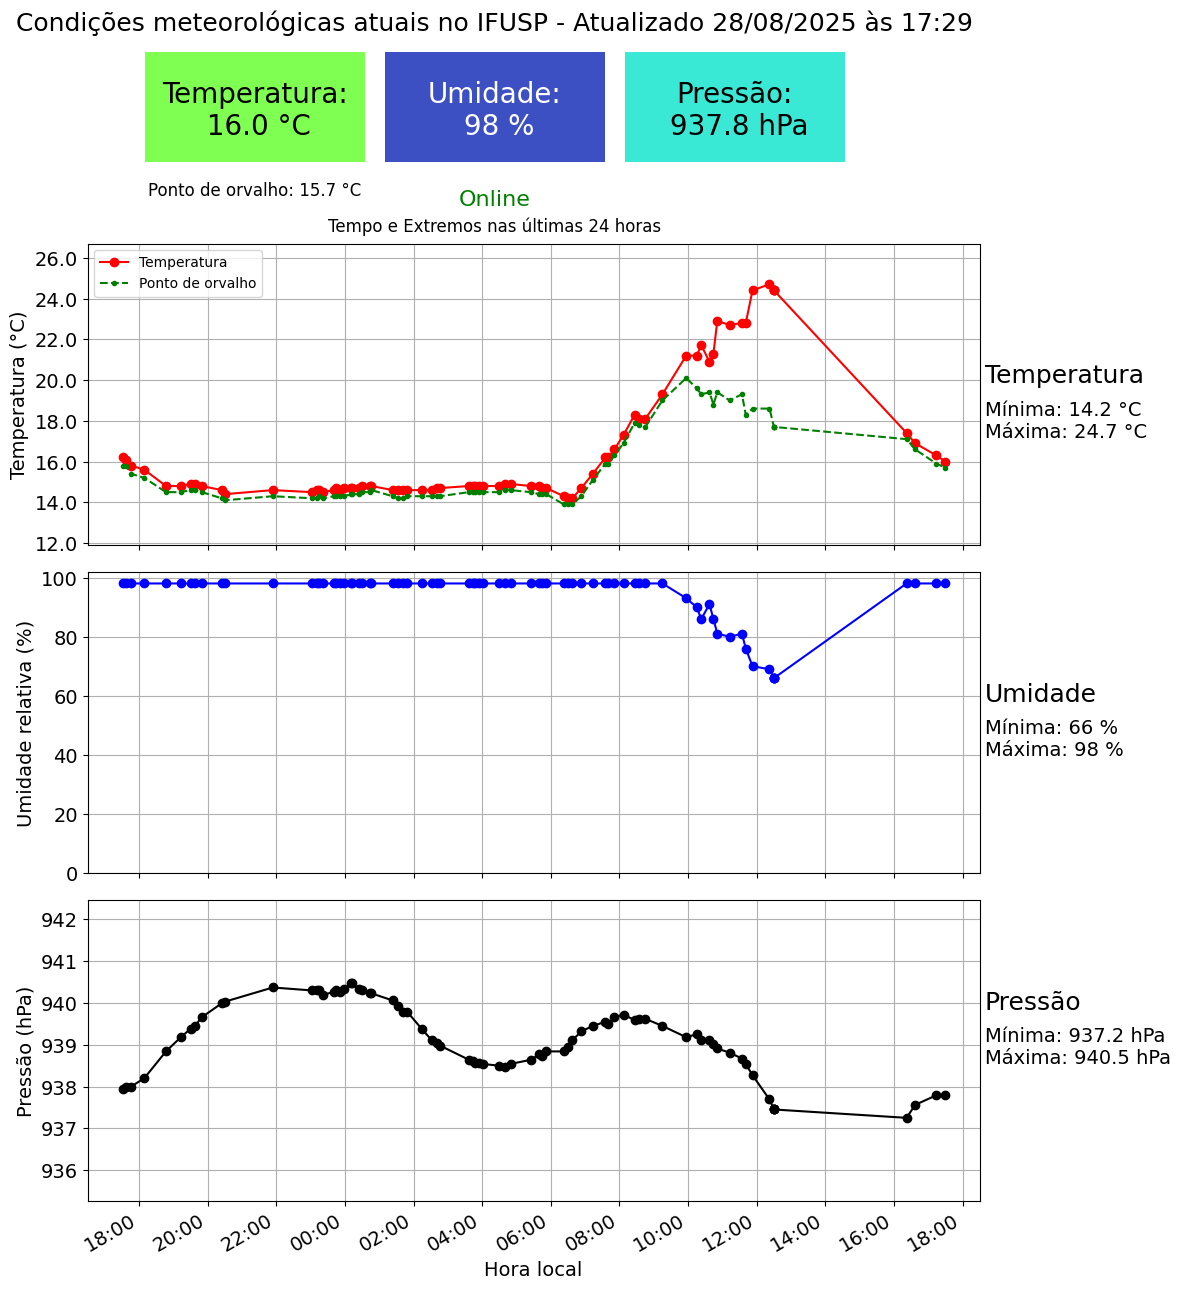 Condições meteorológicas atuais no IFUSP - Atualizado 28/08/2025 às 17:29
Temperatura:
16.0 °C
Umidade:
98 %
Pressão:
937.8 hPa
Ponto de orvalho: 15.7 °C
Online
Tempo e Extremos nas últimas 24 horas
Temperatura (°C)
26.0
24.0
22.0
20.0
18.0
16.0
14.0
12.0
Temperatura
Ponto de orvalho
Temperatura
Mínima: 14.2 °C
Máxima: 24.7 °C
Umidade relativa (%)
100
80
60
40
20
0
Umidade
Mínima: 66 %
Máxima: 98 %
Pressão (hPa)
942
941
940
939
938
937
936
Pressão
Mínima: 937.2 hPa
Máxima: 940.5 hPa
18:00 20:00 22:00 00:00 02:00 04:00 06:00 08:00 10:00 12:00 14:00 16:00 18:00
Hora local